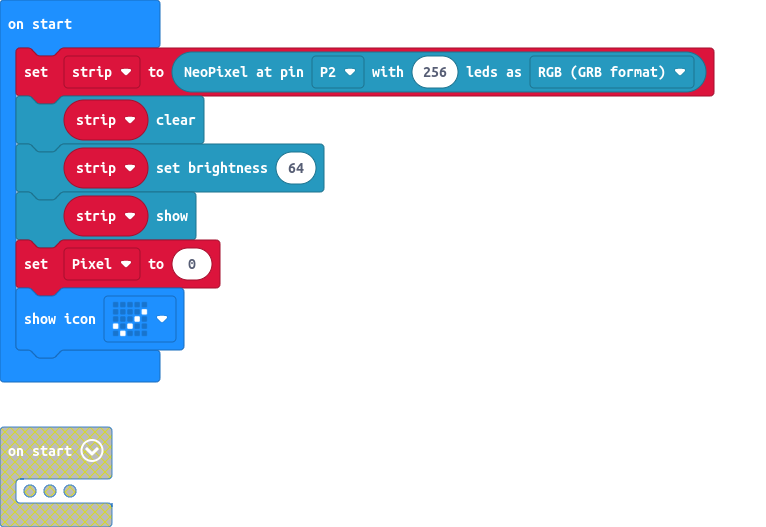 on start
set strip to NeoPixel at pin P2 with 256 leds as RGB (GRB format)
strip clear
strip set brightness 64
strip show
set Pixel to 0
show icon
on start